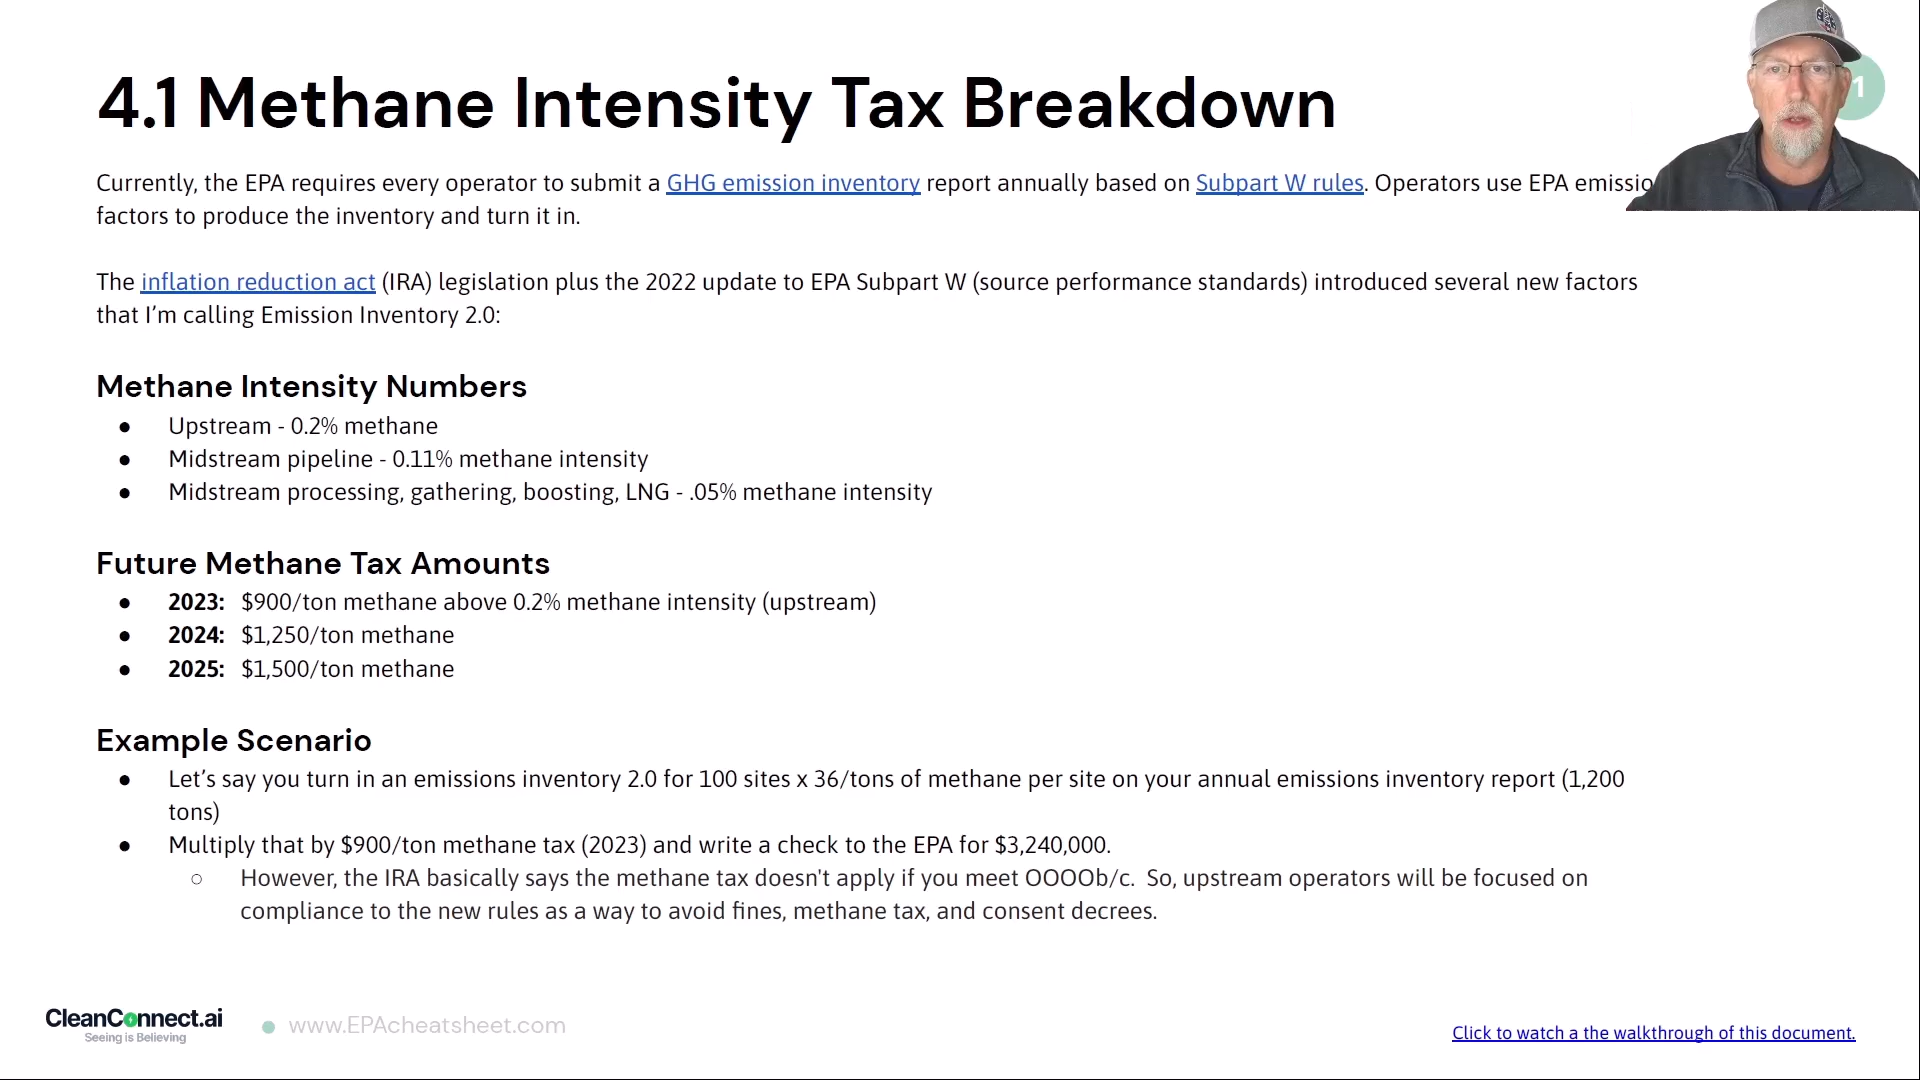 4.1 Methane Intensity Tax Breakdown
1
Currently, the EPA requires every operator to submit a GHG emission inventory report annually based on Subpart W rules. Operators use EPA emissio
factors to produce the inventory and turn it in.
The inflation reduction act (IRA) legislation plus the 2022 update to EPA Subpart W (source performance standards) introduced several new factors
that I’m calling Emission Inventory 2.0:
Methane Intensity Numbers
● Upstream - 0.2% methane
● Midstream pipeline - 0.11% methane intensity
● Midstream processing, gathering, boosting, LNG - .05% methane intensity
Future Methane Tax Amounts
● 2023: $900/ton methane above 0.2% methane intensity (upstream)
● 2024: $1,250/ton methane
● 2025: $1,500/ton methane
Example Scenario
● Let’s say you turn in an emissions inventory 2.0 for 100 sites x 36/tons of methane per site on your annual emissions inventory report (1,200
tons)
● Multiply that by $900/ton methane tax (2023) and write a check to the EPA for $3,240,000.
○ However, the IRA basically says the methane tax doesn't apply if you meet OOOOb/c. So, upstream operators will be focused on
compliance to the new rules as a way to avoid fines, methane tax, and consent decrees.
CleanConnect.ai
Seeing is Believing
● www.EPAcheatsheet.com
Click to watch a the walkthrough of this document.